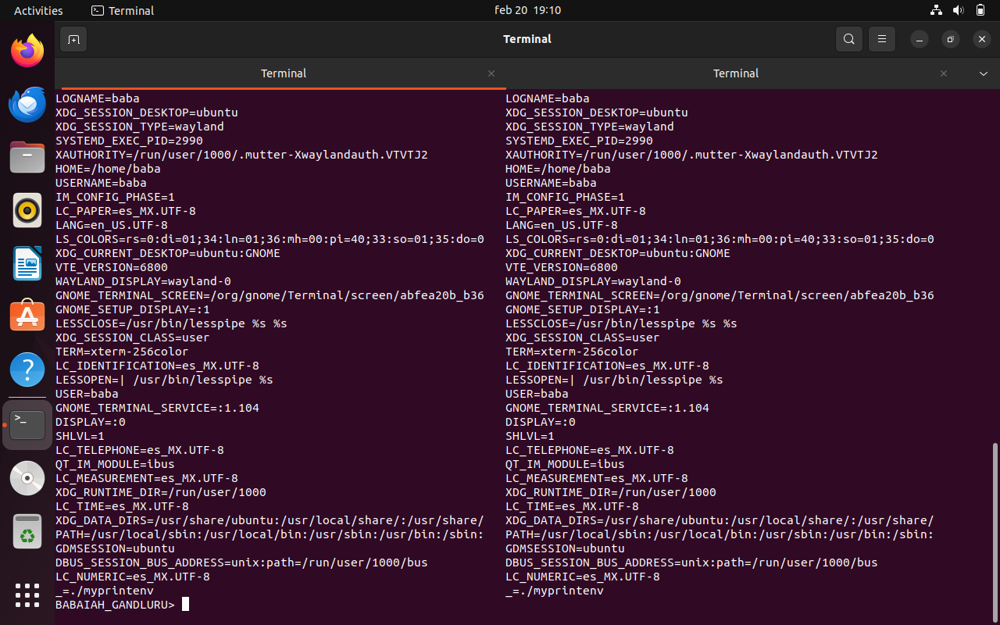 Activities Terminal feb 20 19:10
Terminal
Terminal Terminal
LOGNAME=baba LOGNAME=baba
XDG_SESSION_DESKTOP=ubuntu XDG_SESSION_DESKTOP=ubuntu
XDG_SESSION_TYPE=wayland XDG_SESSION_TYPE=wayland
SYSTEMD_EXEC_PID=2990 SYSTEMD_EXEC_PID=2990
XAUTHORITY=/run/user/1000/.mutter-Xwaylandauth.VTVTJ2 XAUTHORITY=/run/user/1000/.mutter-Xwaylandauth.VTVTJ2
HOME=/home/baba HOME=/home/baba
USERNAME=baba USERNAME=baba
IM_CONFIG_PHASE=1 IM_CONFIG_PHASE=1
LC_PAPER=es_MX.UTF-8 LC_PAPER=es_MX.UTF-8
LANG=en_US.UTF-8 LANG=en_US.UTF-8
LS_COLORS=rs=0:di=01;34:ln=01;36:mh=00:pi=40;33:so=01;35:do=0 LS_COLORS=rs=0:di=01;34:ln=01;36:mh=00:pi=40;33:so=01;35:do=0
XDG_CURRENT_DESKTOP=ubuntu:GNOME XDG_CURRENT_DESKTOP=ubuntu:GNOME
VTE_VERSION=6800 VTE_VERSION=6800
WAYLAND_DISPLAY=wayland-0 WAYLAND_DISPLAY=wayland-0
GNOME_TERMINAL_SCREEN=/org/gnome/Terminal/screen/abfea20b_b36 GNOME_TERMINAL_SCREEN=/org/gnome/Terminal/screen/abfea20b_b36
GNOME_SETUP_DISPLAY=:1 GNOME_SETUP_DISPLAY=:1
LESSCLOSE=/usr/bin/lesspipe %s %s LESSCLOSE=/usr/bin/lesspipe %s %s
XDG_SESSION_CLASS=user XDG_SESSION_CLASS=user
TERM=xterm-256color TERM=xterm-256color
LC_IDENTIFICATION=es_MX.UTF-8 LC_IDENTIFICATION=es_MX.UTF-8
LESSOPEN=| /usr/bin/lesspipe %s LESSOPEN=| /usr/bin/lesspipe %s
USER=baba USER=baba
GNOME_TERMINAL_SERVICE=:1.104 GNOME_TERMINAL_SERVICE=:1.104
DISPLAY=:0 DISPLAY=:0
SHLVL=1 SHLVL=1
LC_TELEPHONE=es_MX.UTF-8 LC_TELEPHONE=es_MX.UTF-8
QT_IM_MODULE=ibus QT_IM_MODULE=ibus
LC_MEASUREMENT=es_MX.UTF-8 LC_MEASUREMENT=es_MX.UTF-8
XDG_RUNTIME_DIR=/run/user/1000 XDG_RUNTIME_DIR=/run/user/1000
LC_TIME=es_MX.UTF-8 LC_TIME=es_MX.UTF-8
XDG_DATA_DIRS=/usr/share/ubuntu:/usr/local/share/:/usr/share/ XDG_DATA_DIRS=/usr/share/ubuntu:/usr/local/share/:/usr/share/
PATH=/usr/local/sbin:/usr/local/bin:/usr/sbin:/usr/bin:/sbin: PATH=/usr/local/sbin:/usr/local/bin:/usr/sbin:/usr/bin:/sbin:
GDMSESSION=ubuntu GDMSESSION=ubuntu
DBUS_SESSION_BUS_ADDRESS=unix:path=/run/user/1000/bus DBUS_SESSION_BUS_ADDRESS=unix:path=/run/user/1000/bus
LC_NUMERIC=es_MX.UTF-8 LC_NUMERIC=es_MX.UTF-8
_=./myprintenv _=./myprintenv
BABAIAH_GANDLURU>